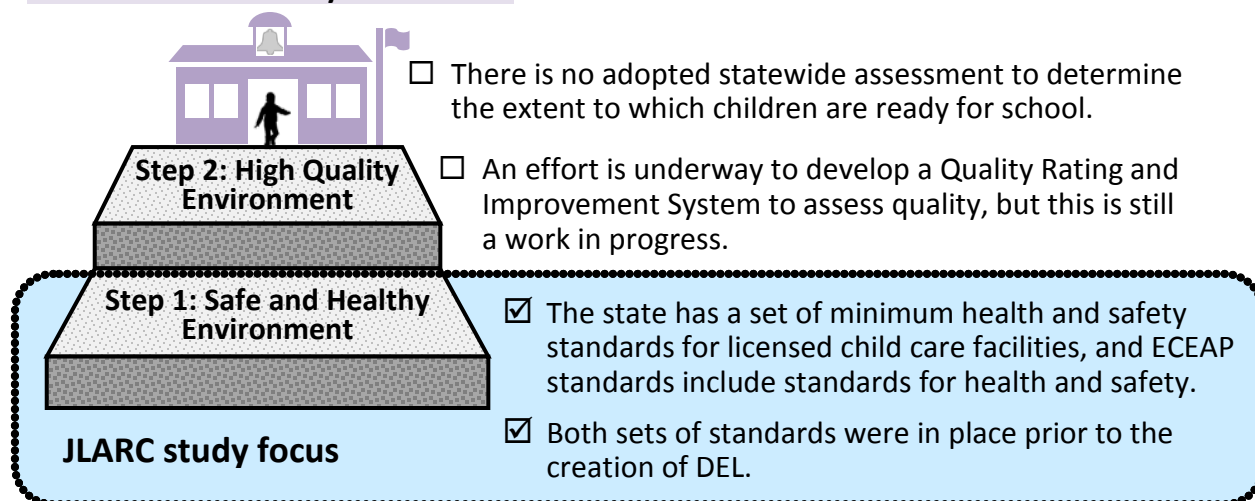 ☐ There is no adopted statewide assessment to determine
the extent to which children are ready for school.
Step 2: High Quality
Environment
☐ An effort is underway to develop a Quality Rating and
Improvement System to assess quality, but this is still
a work in progress.
Step 1: Safe and Healthy
Environment
☑ The state has a set of minimum health and safety
standards for licensed child care facilities, and ECEAP
standards include standards for health and safety.
☑ Both sets of standards were in place prior to the
creation of DEL.
JLARC study focus